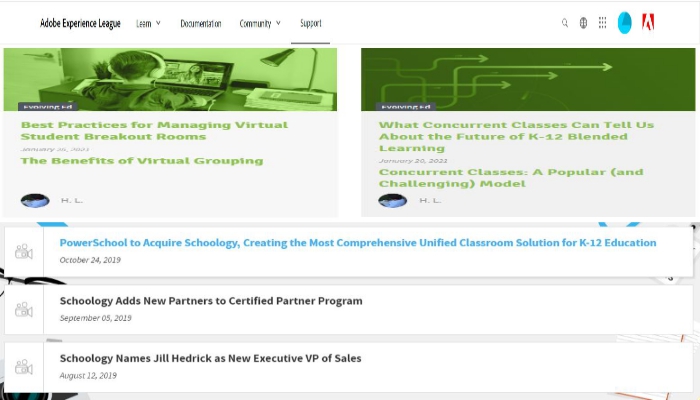 Adobe Experience League
Learn
Documentation
Community
Support
Evolving Ed
Best Practices for Managing Virtual
Student Breakout Rooms
January 25, 2021
The Benefits of Virtual Grouping
H. L.
Evolving Ed
What Concurrent Classes Can Tell Us
About the Future of K-12 Blended
Learning
January 20, 2021
Concurrent Classes: A Popular (and
Challenging) Model
H. L.
PowerSchool to Acquire Schoology, Creating the Most Comprehensive Unified Classroom Solution for K-12 Education
October 24, 2019
Schoology Adds New Partners to Certified Partner Program
September 05, 2019
Schoology Names Jill Hedrick as New Executive VP of Sales
August 12, 2019